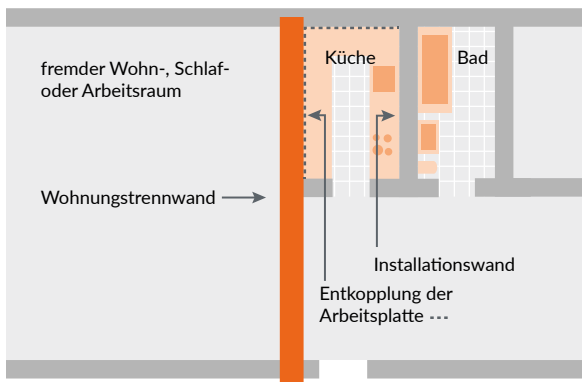 Küche
Bad
fremder Wohn-, Schlaf-
oder Arbeitsraum
Wohnungstrennwand
Installationswand
Entkopplung der
Arbeitsplatte